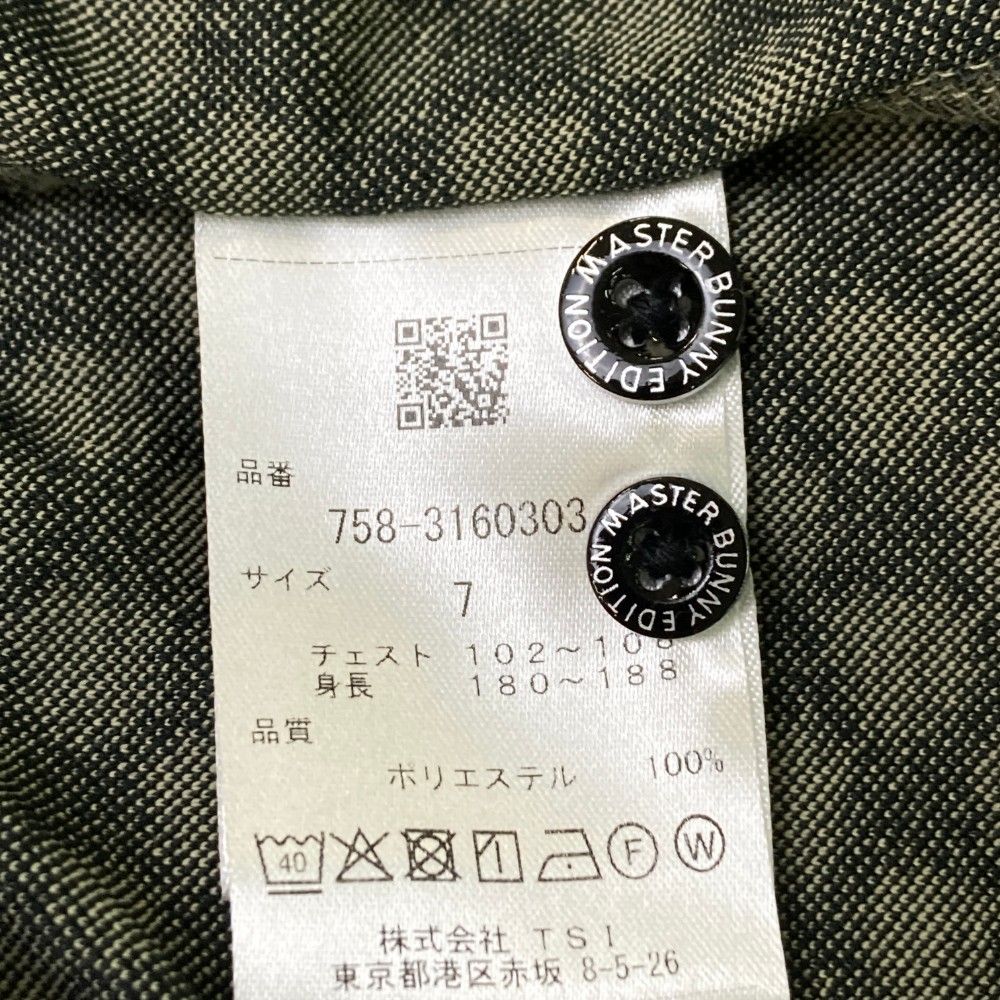 MASTER BUNNY EDITION
品番
758-3160303
MASTER BUNNY EDITION
サイズ
7
チェスト 102～108
身長 180～188
品質
ポリエステル 100%
40
F
W
株式会社 TSI
東京都港区赤坂 8-5-26